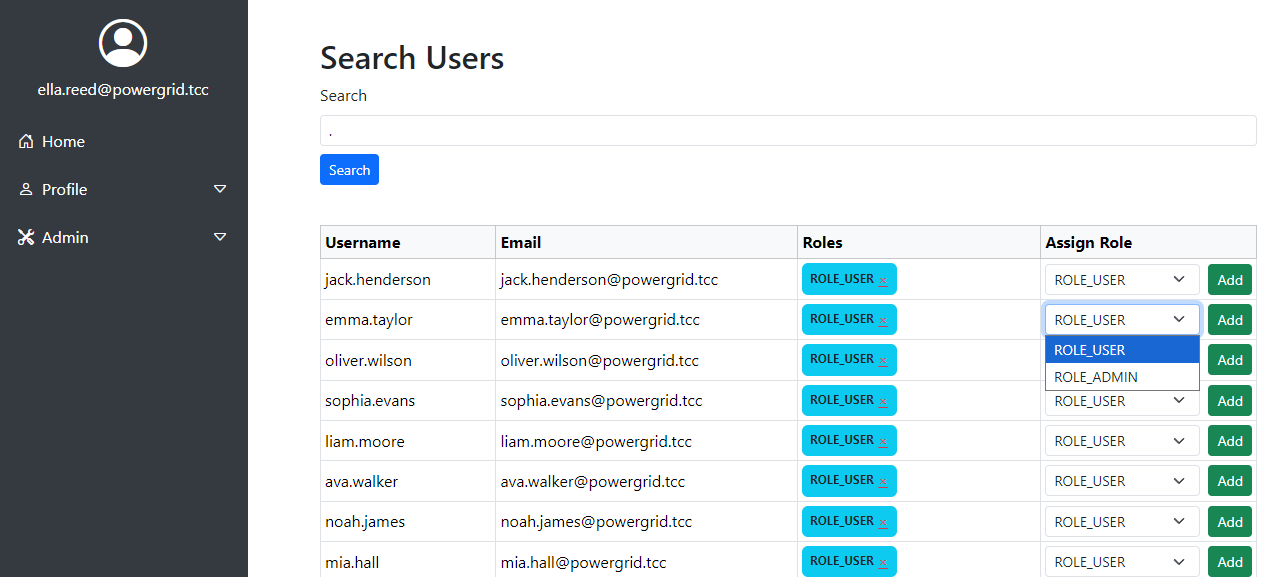 ella.reed@powergrid.tcc
Home
Profile
Admin
Search Users
Search
.
Search
Username Email Roles Assign Role
jack.henderson jack.henderson@powergrid.tcc ROLE_USER × ROLE_USER Add
emma.taylor emma.taylor@powergrid.tcc ROLE_USER × ROLE_USER Add
ROLE_USER
ROLE_ADMIN
oliver.wilson oliver.wilson@powergrid.tcc ROLE_USER × Add
sophia.evans sophia.evans@powergrid.tcc ROLE_USER × ROLE_USER Add
liam.moore liam.moore@powergrid.tcc ROLE_USER × ROLE_USER Add
ava.walker ava.walker@powergrid.tcc ROLE_USER × ROLE_USER Add
noah.james noah.james@powergrid.tcc ROLE_USER × ROLE_USER Add
mia.hall mia.hall@powergrid.tcc ROLE_USER × ROLE_USER Add